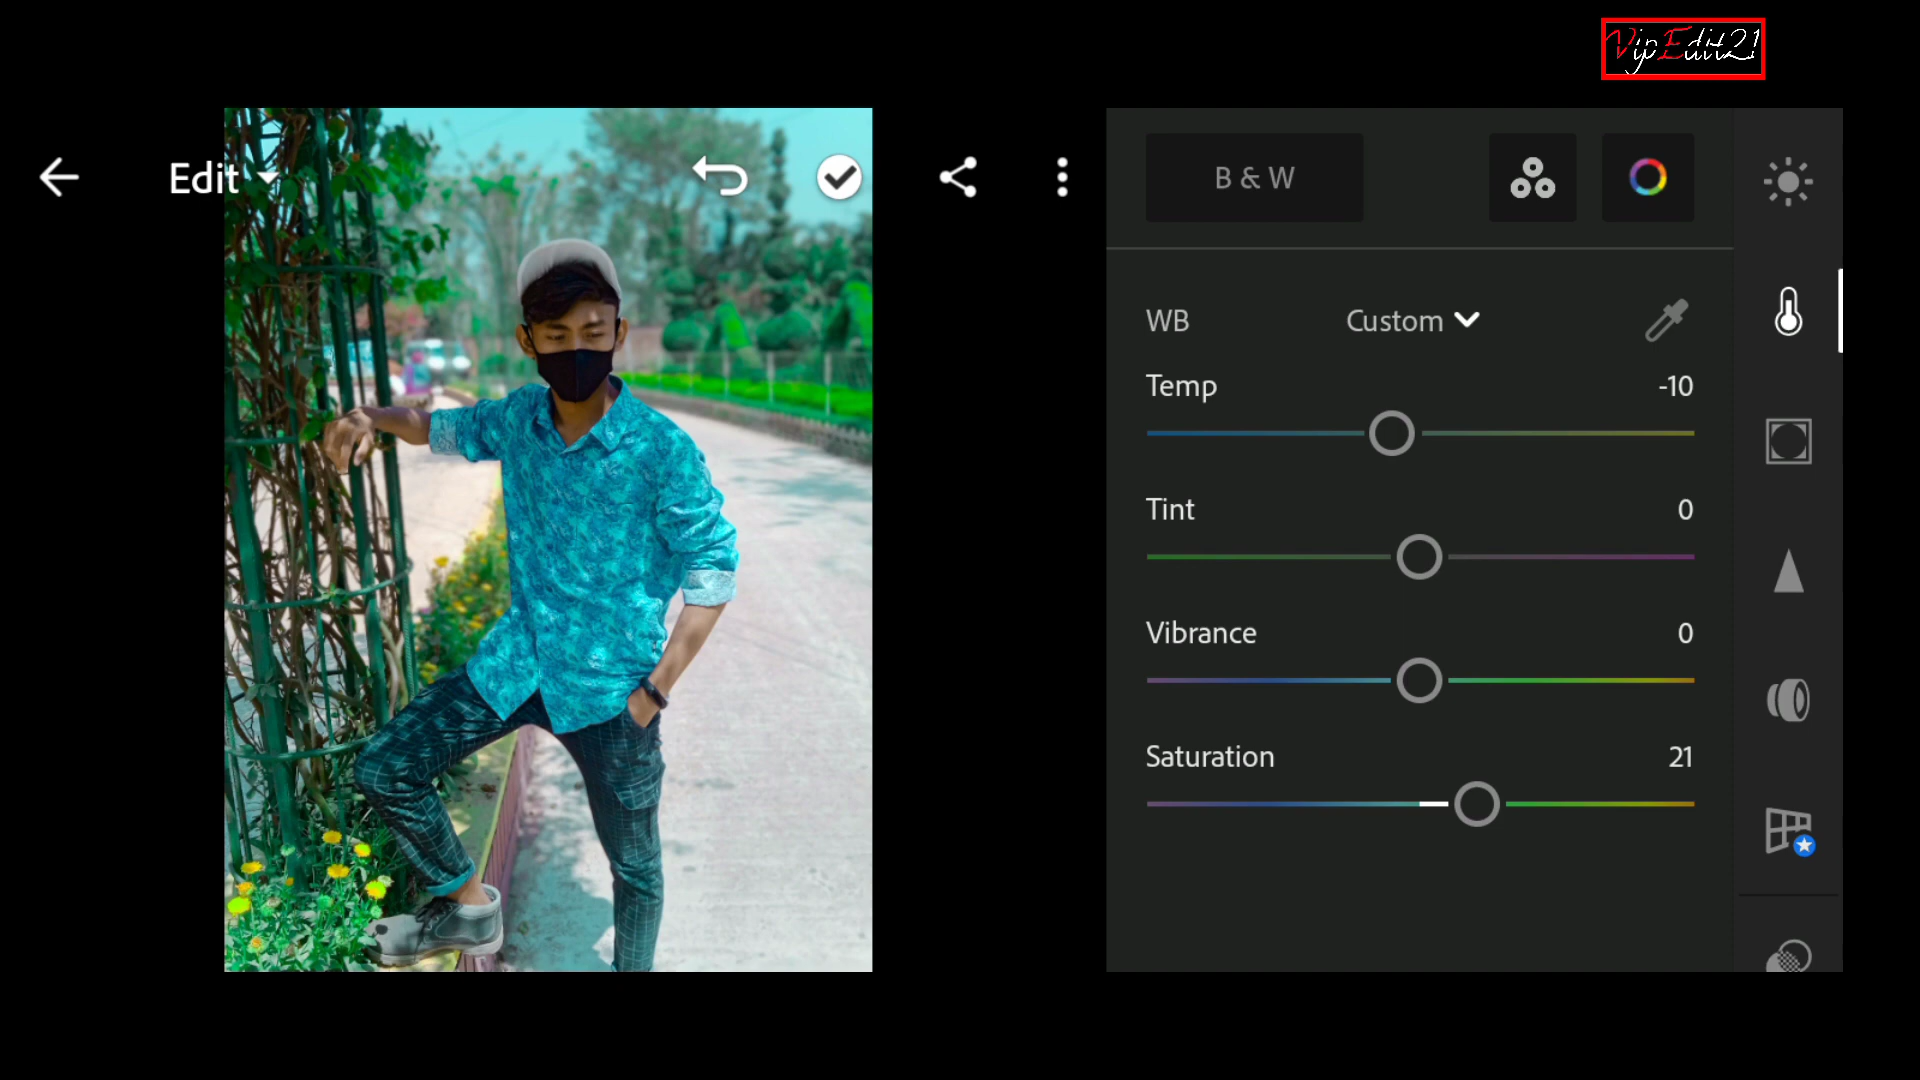 VipEdit21
Edit
B & W
WB Custom
Temp -10
Tint 0
Vibrance 0
Saturation 21